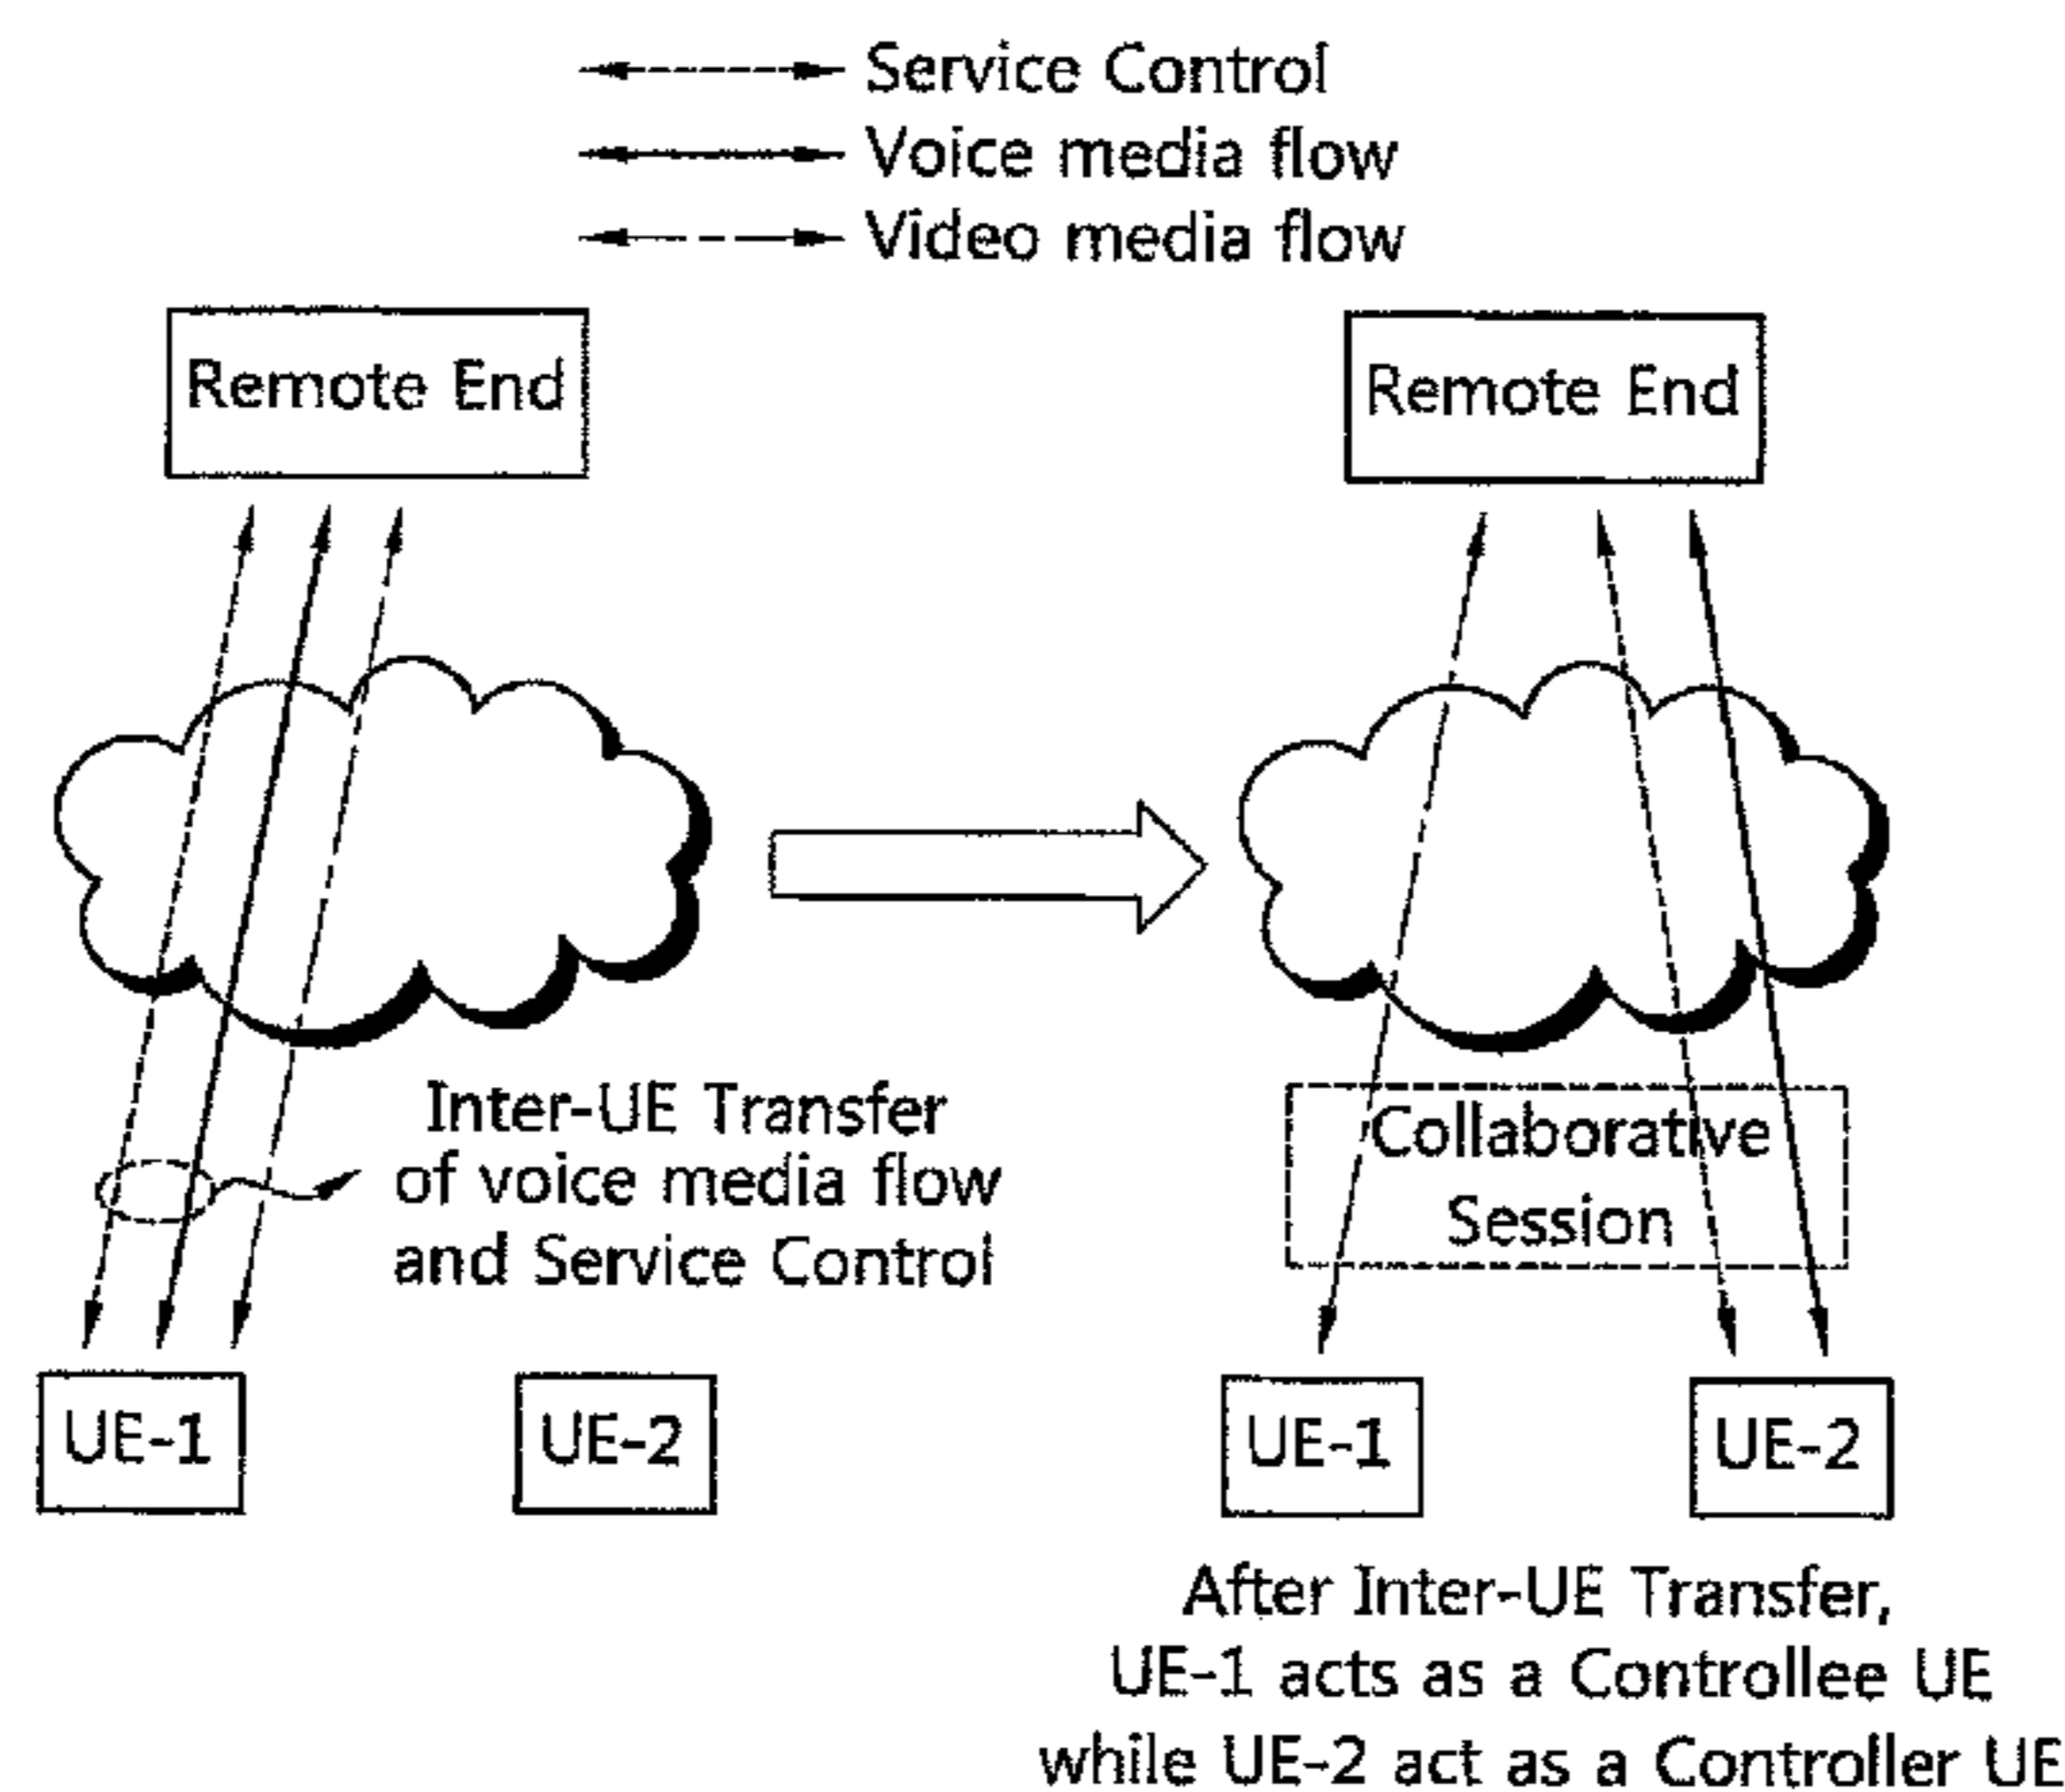 Service Control
Voice media flow
Video media flow
Remote End
Remote End
Inter-UE Transfer
of voice media flow
and Service Control
Collaborative
Session
UE-1
UE-2
UE-1
UE-2
After Inter-UE Transfer,
UE-1 acts as a Controllee UE
while UE-2 act as a Controller UE